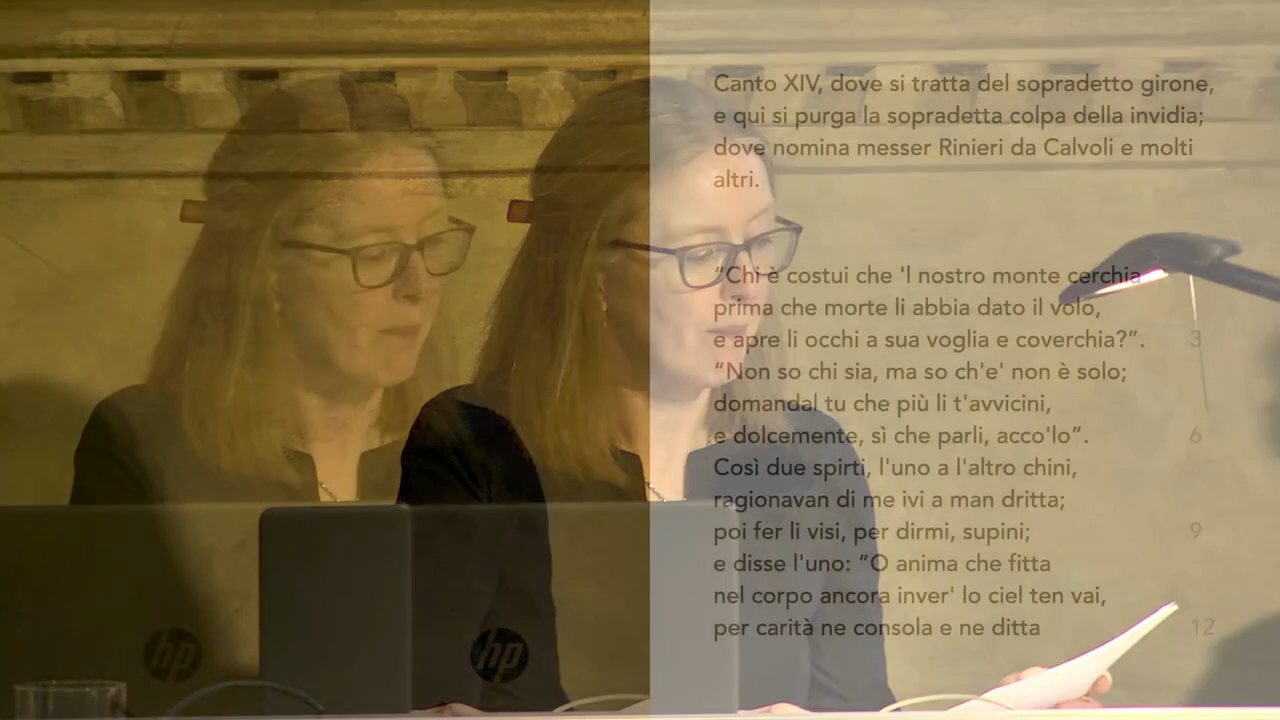 Canto XIV, dove si tratta del sopradetto girone,
e qui si purga la sopradetta colpa della invidia;
dove nomina messer Rinieri da Calvoli e molti
altri.
“Chi è costui che 'l nostro monte cerchia
prima che morte li abbia dato il volo,
e apre li occhi a sua voglia e coverchia?”. 3
“Non so chi sia, ma so ch'e' non è solo;
domandal tu che più li t'avvicini,
e dolcemente, sì che parli, acco'lo”. 6
Così due spirti, l'uno a l'altro chini,
ragionavan di me ivi a man dritta;
poi fer li visi, per dirmi, supini; 9
e disse l'uno: “O anima che fitta
nel corpo ancora inver' lo ciel ten vai,
per carità ne consola e ne ditta 12
hp
hp